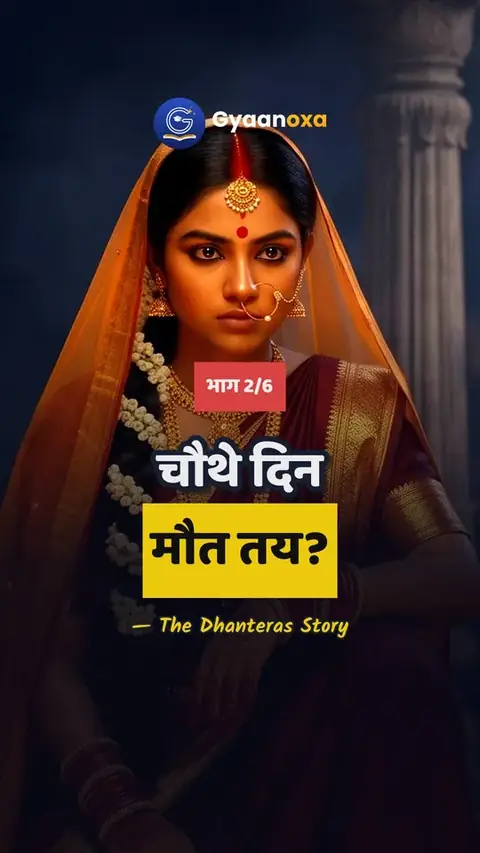 Gyaanoxa
भाग 2/6
चौथे दिन
मौत तय?
— The Dhanteras Story